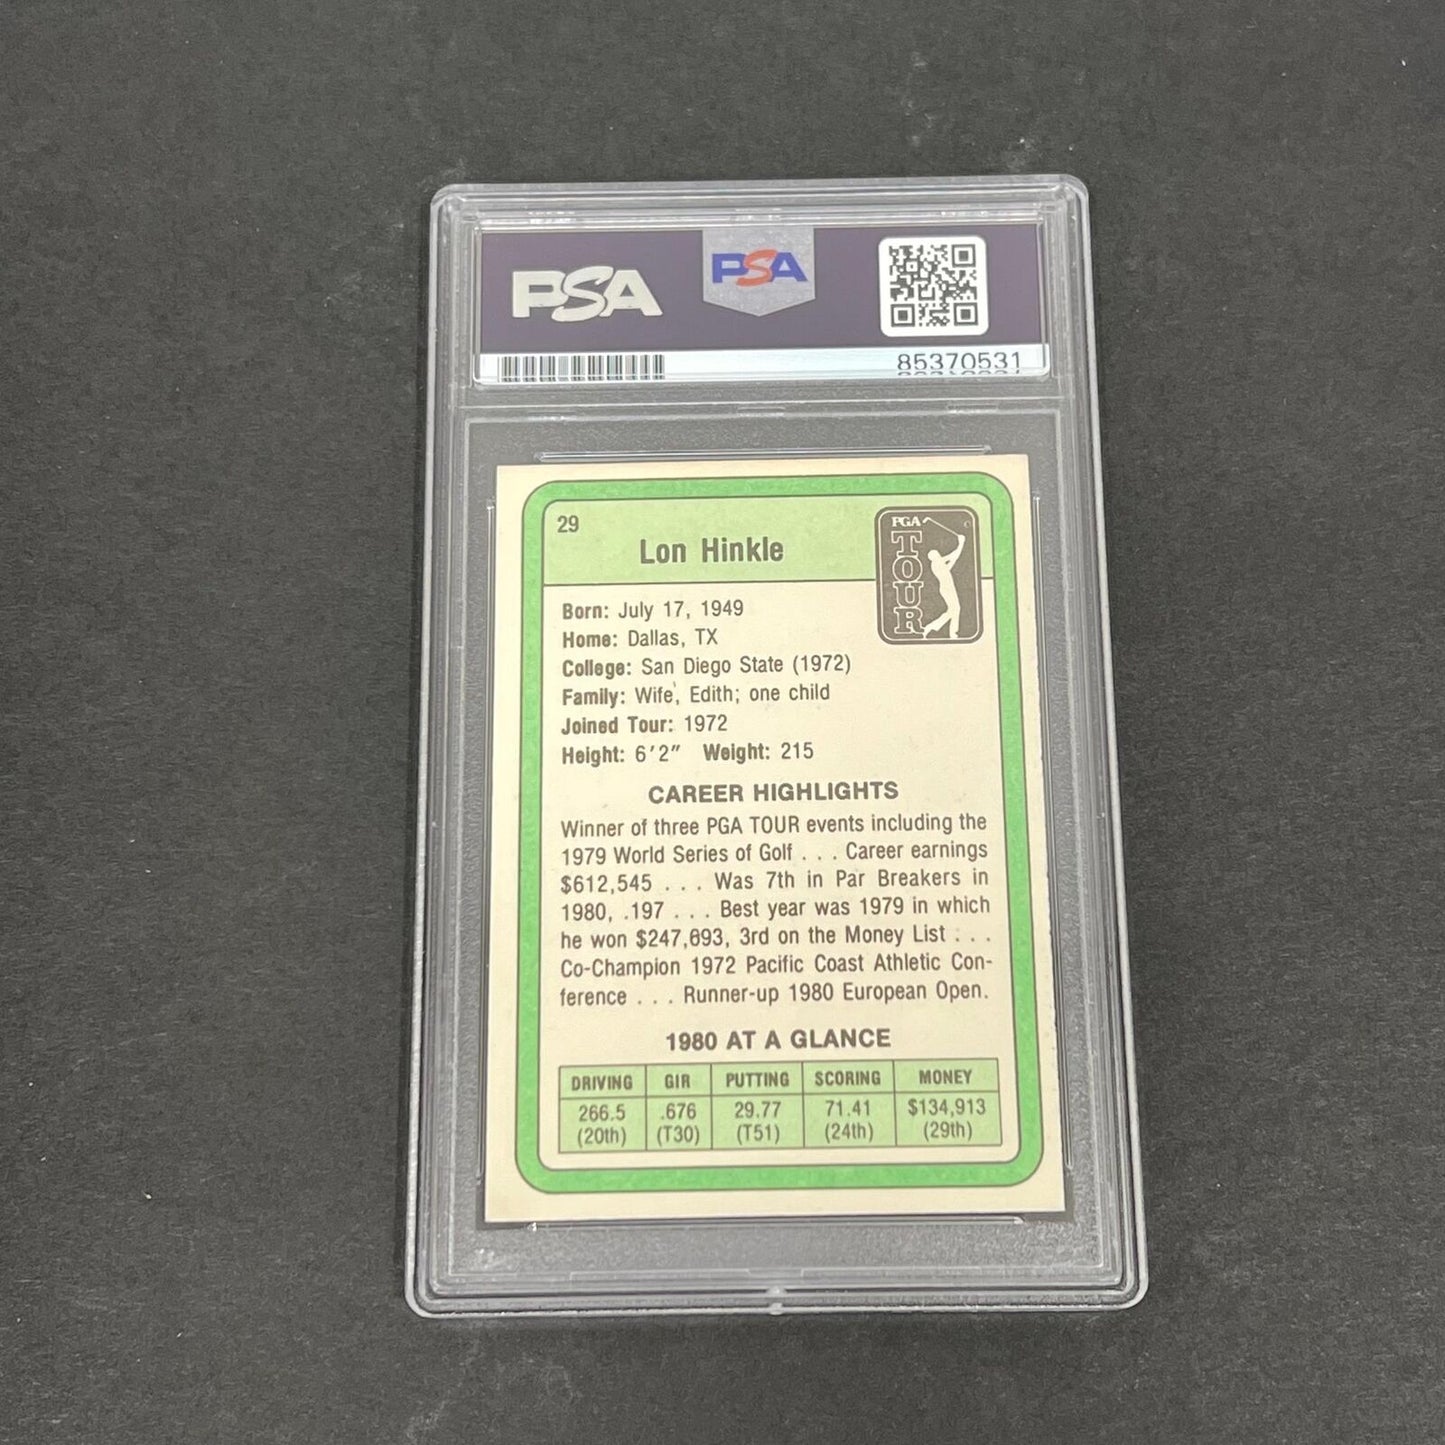 PSA
PSA
85370531
29
Lon Hinkle
PGA
TOUR
Born: July 17, 1949
Home: Dallas, TX
College: San Diego State (1972)
Family: Wife, Edith; one child
Joined Tour: 1972
Height: 6'2" Weight: 215
CAREER HIGHLIGHTS
Winner of three PGA TOUR events including the
1979 World Series of Golf . . . Career earnings
$612,545 . . . Was 7th in Par Breakers in
1980, .197 . . . Best year was 1979 in which
he won $247,693, 3rd on the Money List . . .
Co-Champion 1972 Pacific Coast Athletic Con-
ference . . . Runner-up 1980 European Open.
1980 AT A GLANCE
DRIVING GIR PUTTING SCORING MONEY
266.5 .676 29.77 71.41 $134,913
(20th) (T30) (T51) (24th) (29th)